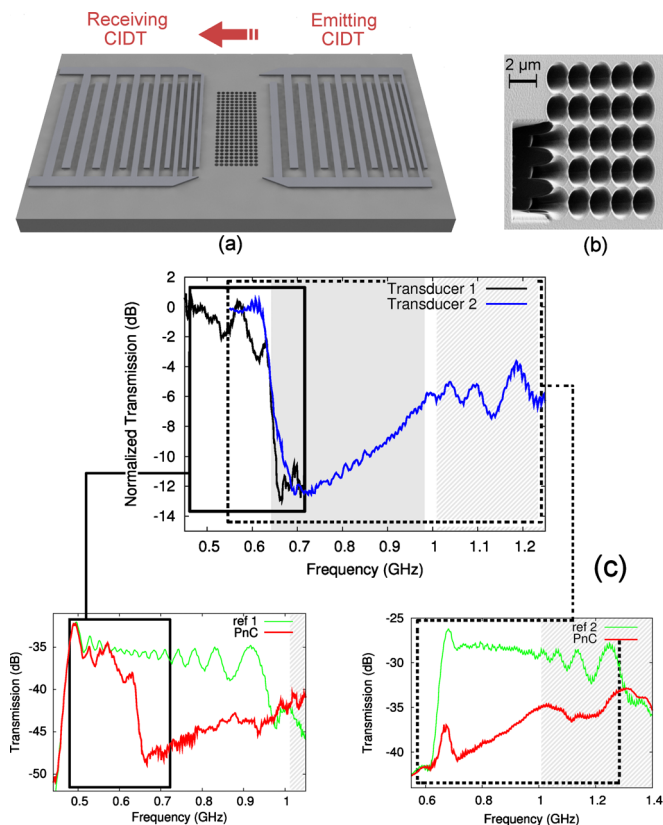 Receiving
CIDT
Emitting
CIDT
2 μm
(a)
(b)
Normalized Transmission (dB)
2
0
-2
-4
-6
-8
-10
-12
-14
Transducer 1
Transducer 2
0.5 0.6 0.7 0.8 0.9 1 1.1 1.2
Frequency (GHz)
(c)
Transmission (dB)
-35
-40
-45
-50
ref 1
PnC
0.5 0.6 0.7 0.8 0.9 1
Frequency (GHz)
Transmission (dB)
-25
-30
-35
-40
ref 2
PnC
0.6 0.8 1 1.2 1.4
Frequency (GHz)